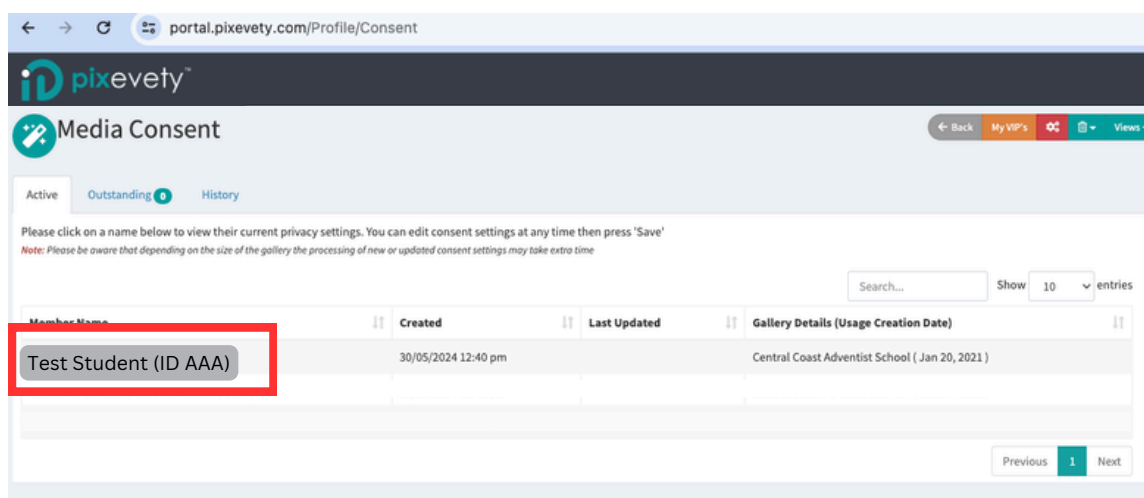 portal.pixevety.com/Profile/Consent
pixevety™
Media Consent
Back My VIP's Views
Active Outstanding 0 History
Please click on a name below to view their current privacy settings. You can edit consent settings at any time then press 'Save'
Note: Please be aware that depending on the size of the gallery the processing of new or updated consent settings may take extra time
Search... Show 10 entries
Member Name Created Last Updated Gallery Details (Usage Creation Date)
Test Student (ID AAA) 30/05/2024 12:40 pm Central Coast Adventist School ( Jan 20, 2021 )
Previous 1 Next